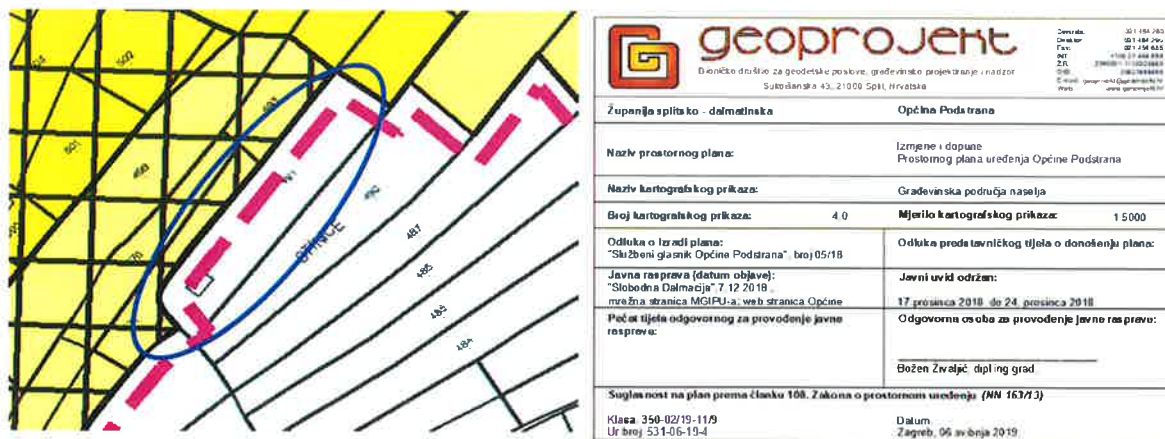 502
493
501
498
490
STINICE
487
485
483
484
geoprojekt
Dioničko društvo za geodetske poslove, građevinsko projektiranje i nadzor
Sukoišanska 43, 21000 Split, Hrvatska
Županija splitsko - dalmatinska
Općina Podstrana
Naziv prostornog plana:
Izmjene i dopune
Prostornog plana uređenja Općine Podstrana
Naziv kartografskog prikaza:
Građevinska područja naselja
Broj kartografskog prikaza: 4.0
Mjerilo kartografskog prikaza: 1:5000
Odluka o izradi plana:
"Službeni glasnik Općine Podstrana", broj 05/18
Odluka predstavničkog tijela o donošenju plana:
Javna rasprava (datum objave):
"Slobodna Dalmacija" 7.12.2018.,
mrežna stranica MGIPU-a; web stranica Općine
Javni uvid održan:
17. prosinca 2018. do 24. prosinca 2018
Pečat tijela odgovornog za provođenje javne
rasprave:
Odgovorna osoba za provođenje javne rasprave:
Božen Živaljić, dipl.ing.građ.
Suglasnost na plan prema članku 108. Zakona o prostornom uređenju (NN 163/13)
Klasa: 350-02/19-11/9
Ur.broj: 531-06-19-4
Datum
Zagreb, 06 svibnja 2019